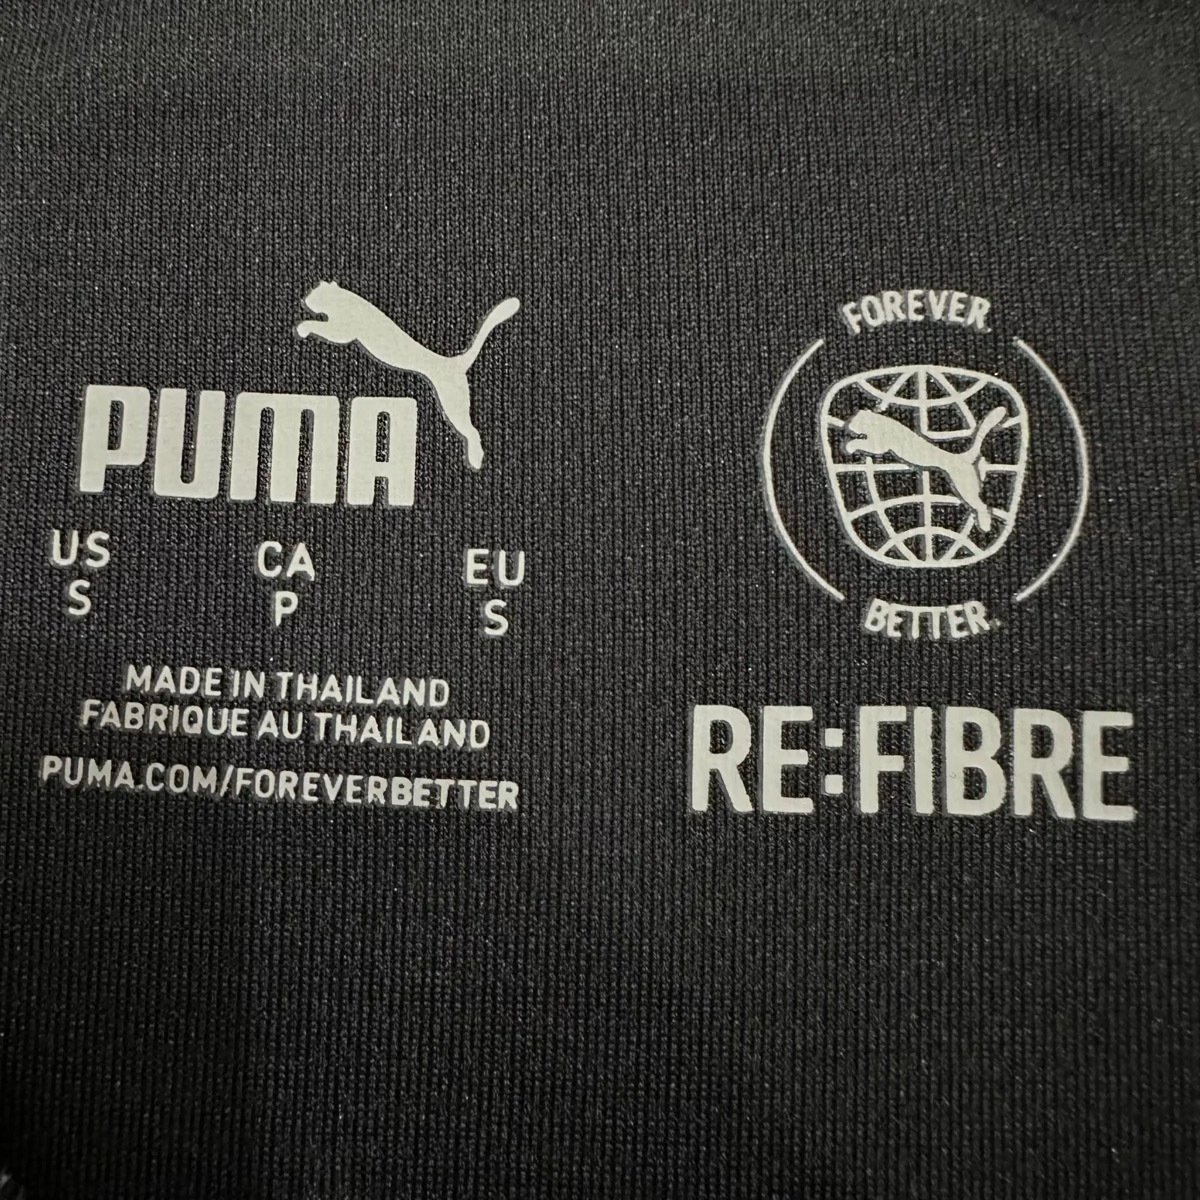 PUMA
US CA EU
S P S
MADE IN THAILAND
FABRIQUE AU THAILAND
PUMA.COM/FOREVERBETTER
FOREVER.
BETTER.
RE:FIBRE